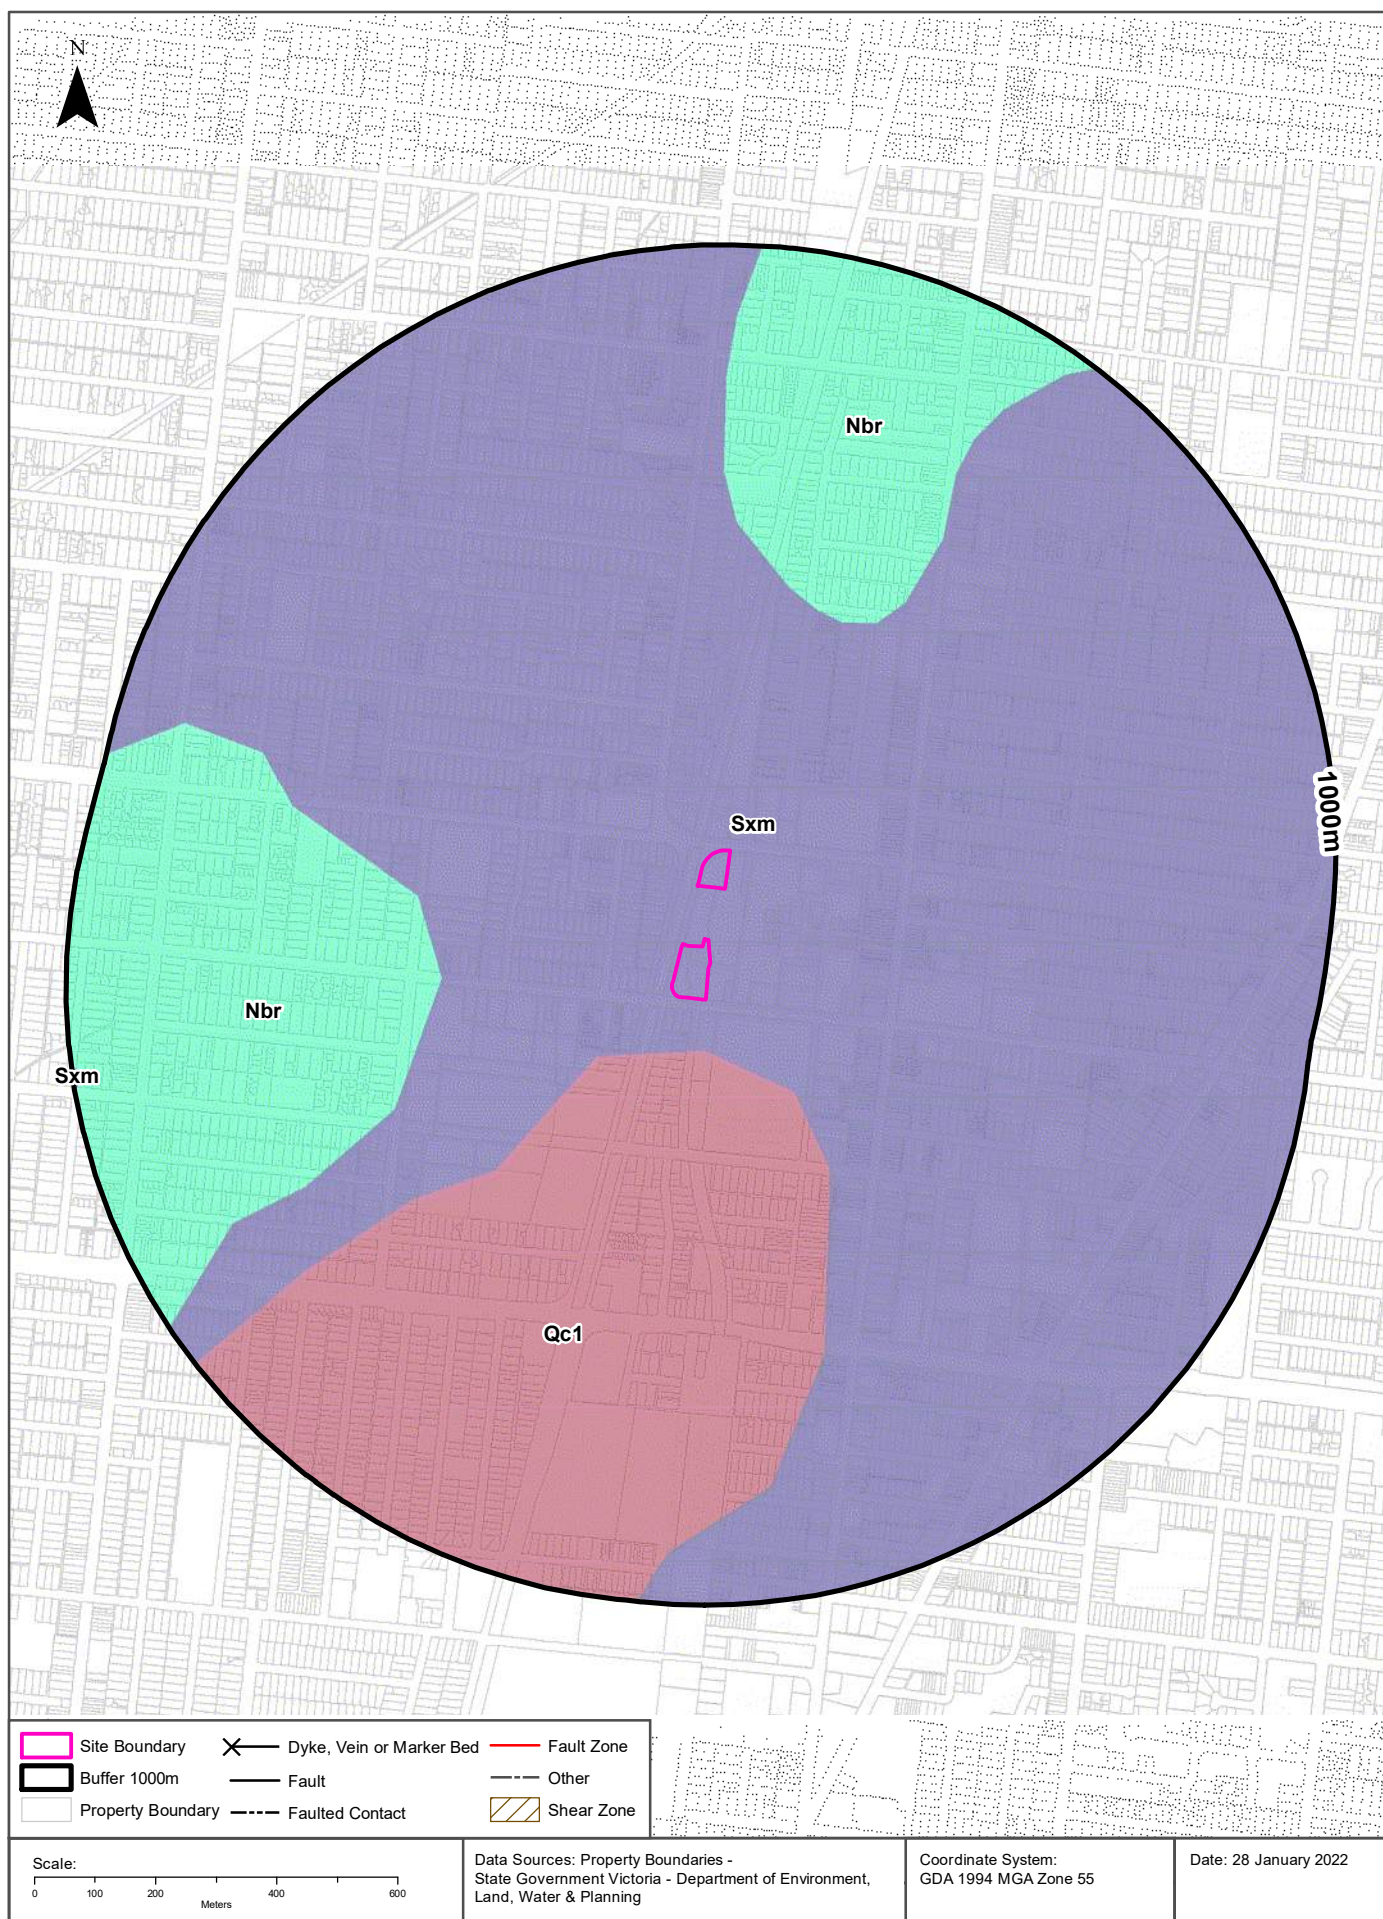 N
Nbr
1000m
Sxm
Nbr
Sxm
Qc1
Site Boundary
Buffer 1000m
Property Boundary
Dyke, Vein or Marker Bed
Fault
Faulted Contact
Fault Zone
Other
Shear Zone
Scale:
0 100 200 400 600
Meters
Data Sources: Property Boundaries -
State Government Victoria - Department of Environment,
Land, Water & Planning
Coordinate System:
GDA 1994 MGA Zone 55
Date: 28 January 2022